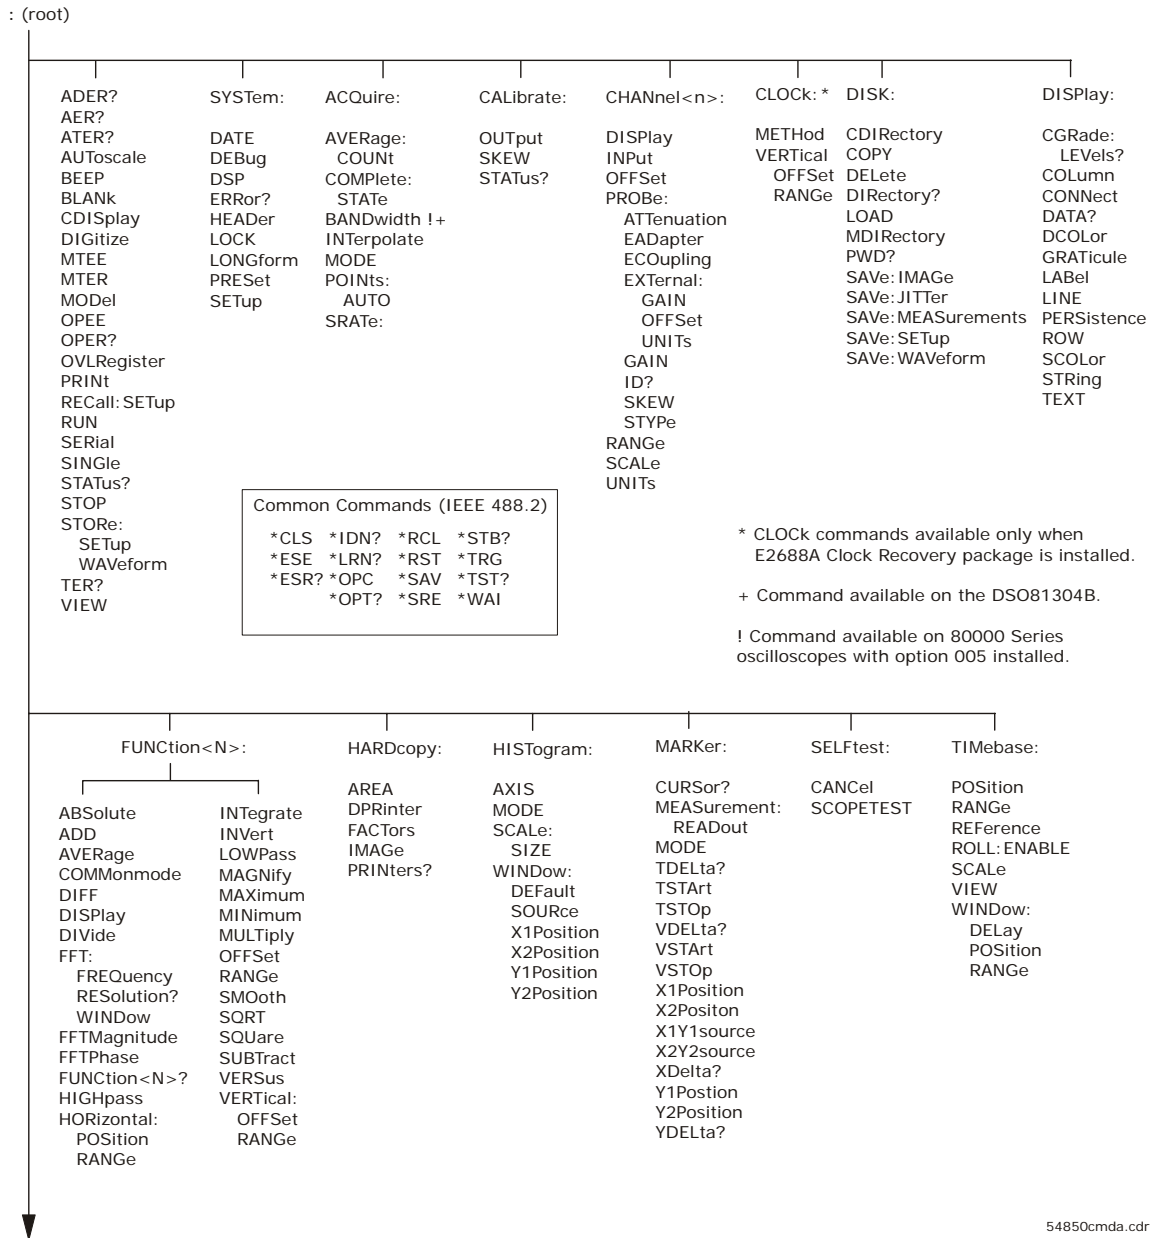 : (root)
ADER?
AER?
ATER?
AUToscale
BEEP
BLANk
CDISplay
DIGitize
MTEE
MTER
MODel
OPEE
OPER?
OVLRegister
PRINt
RECall:SETup
RUN
SERial
SINGle
STATus?
STOP
STORe:
SETup
WAVeform
TER?
VIEW
SYSTem:
DATE
DEBug
DSP
ERRor?
HEADer
LOCK
LONGform
PRESet
SETup
ACQuire:
AVERage:
COUNt
COMPlete:
STATe
BANDwidth !+
INTerpolate
MODE
POINts:
AUTO
SRATe:
CALibrate:
OUTput
SKEW
STATus?
CHANnel<n>:
DISPlay
INPut
OFFSet
PROBe:
ATTenuation
EADapter
ECOupling
EXTernal:
GAIN
OFFSet
UNITs
GAIN
ID?
SKEW
STYPe
RANGe
SCALe
UNITs
CLOCk: *
METHod
VERTical
OFFSet
RANGe
DISK:
CDIRectory
COPY
DELete
DIRectory?
LOAD
MDIRectory
PWD?
SAVe:IMAGe
SAVe:JITTer
SAVe:MEASurements
SAVe:SETup
SAVe:WAVeform
DISPlay:
CGRade:
LEVels?
COLumn
CONNect
DATA?
DCOLor
GRATicule
LABel
LINE
PERSistence
ROW
SCOLor
STRing
TEXT
Common Commands (IEEE 488.2)
*CLS *IDN? *RCL *STB?
*ESE *LRN? *RST *TRG
*ESR? *OPC *SAV *TST?
*OPT? *SRE *WAI
* CLOCk commands available only when
E2688A Clock Recovery package is installed.
+ Command available on the DSO81304B.
! Command available on 80000 Series
oscilloscopes with option 005 installed.
FUNCtion<N>:
ABSolute
ADD
AVERage
COMMonmode
DIFF
DISPlay
DIVide
FFT:
FREQuency
RESolution?
WINDow
FFTMagnitude
FFTPhase
FUNCtion<N>?
HIGHpass
HORizontal:
POSition
RANGe
INTegrate
INVert
LOWPass
MAGNify
MAXimum
MINimum
MULTiply
OFFSet
RANGe
SMOoth
SQRT
SQUare
SUBTract
VERSus
VERTical:
OFFSet
RANGe
HARDcopy:
AREA
DPRinter
FACTors
IMAGe
PRINters?
HISTogram:
AXIS
MODE
SCALe:
SIZE
WINDow:
DEFault
SOURce
X1Position
X2Position
Y1Position
Y2Position
MARKer:
CURSor?
MEASurement:
READout
MODE
TDELta?
TSTArt
TSTOp
VDELta?
VSTArt
VSTOp
X1Position
X2Positon
X1Y1source
X2Y2source
XDelta?
Y1Postion
Y2Position
YDELta?
SELFtest:
CANCel
SCOPETEST
TIMebase:
POSition
RANGe
REFerence
ROLL:ENABLE
SCALe
VIEW
WINDow:
DELay
POSition
RANGe
54850cmda.cdr